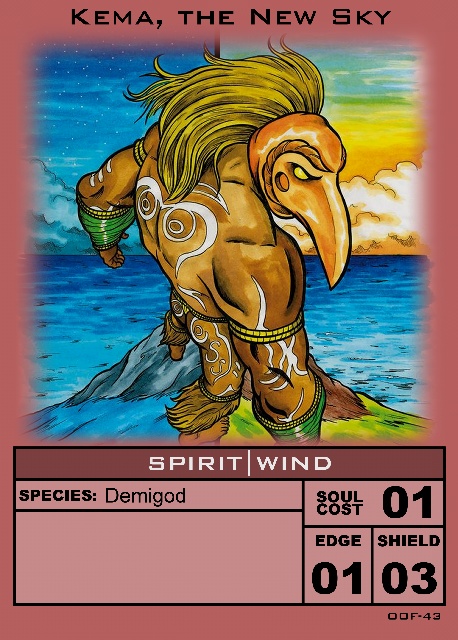 Kema, the New Sky
SPIRIT|WIND
SPECIES: Demigod
SOUL COST 01
EDGE SHIELD
01 03
OOF-43